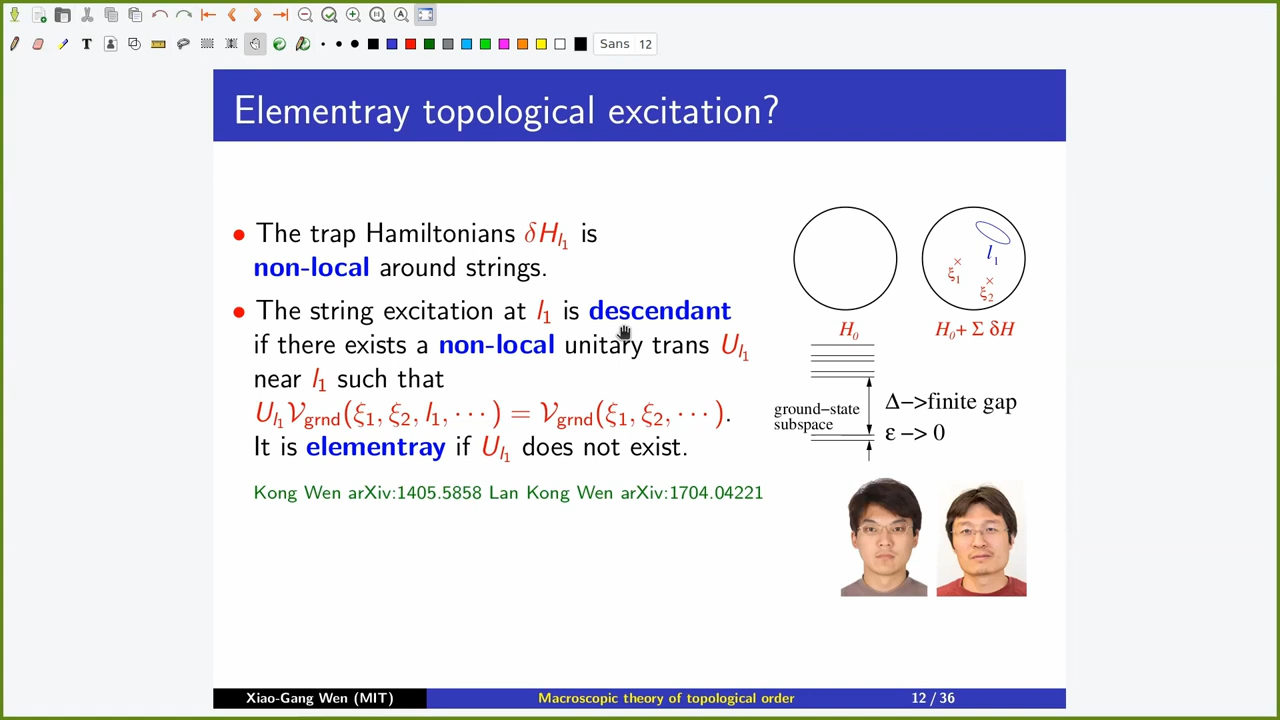 Sans 12
Elementray topological excitation?
• The trap Hamiltonians δH_{l_1} is
non-local around strings.
• The string excitation at l_1 is descendant
if there exists a non-local unitary trans U_{l_1}
near l_1 such that
U_{l_1} 𝒱_grnd(ξ_1, ξ_2, l_1, ⋯) = 𝒱_grnd(ξ_1, ξ_2, ⋯).
It is elementray if U_{l_1} does not exist.
Kong Wen arXiv:1405.5858 Lan Kong Wen arXiv:1704.04221
l_1
ξ_1
ξ_2
H_0
H_0+ Σ δH
ground−state
subspace
Δ−>finite gap
ε −> 0
Xiao-Gang Wen (MIT)
Macroscopic theory of topological order
12 / 36